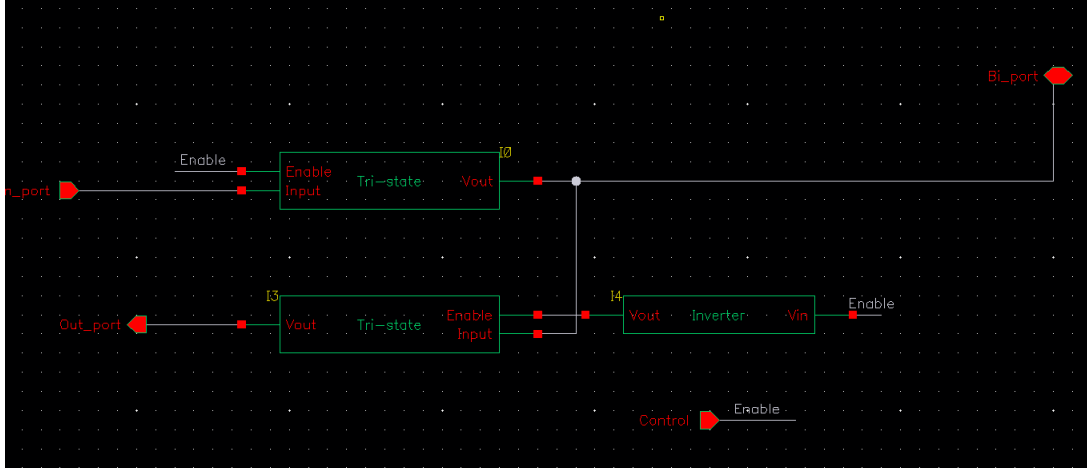 Bi_port
I0
Enable
Enable
Tri-state
Vout
Input
n_port
I3
I4
Enable
Out_port
Vout
Tri-state
Enable
Input
Vout
Inverter
Vin
Enable
Control